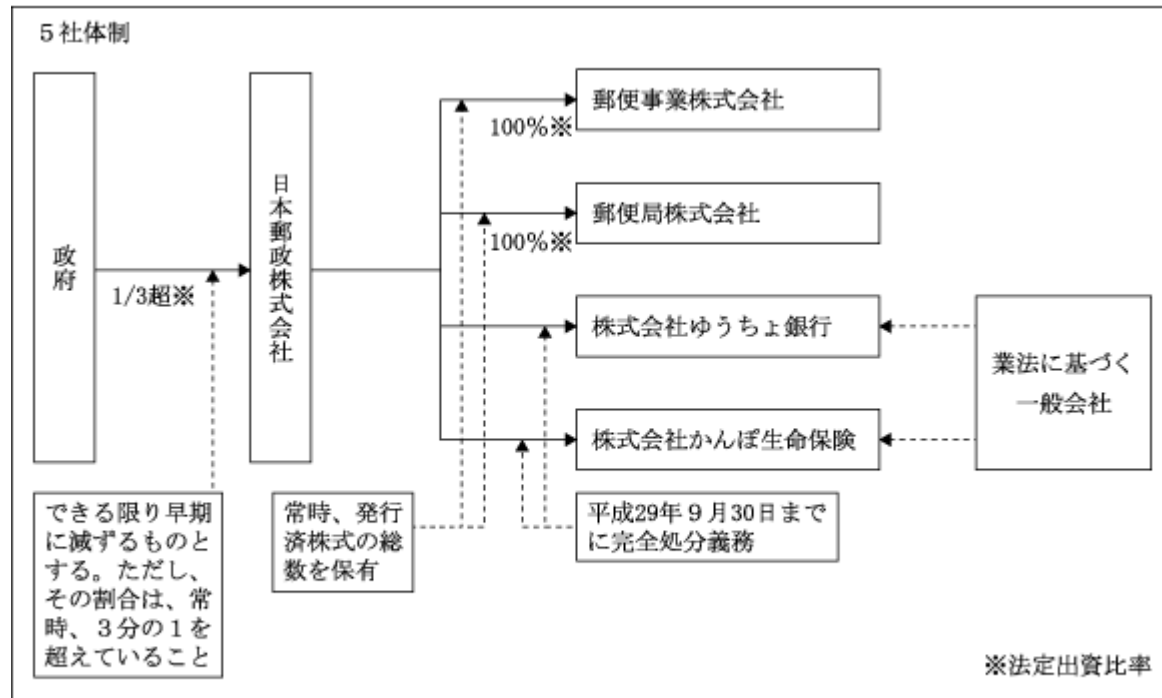 ５社体制
政府
1/3超※
日本郵政株式会社
100％※
郵便事業株式会社
100％※
郵便局株式会社
株式会社ゆうちょ銀行
株式会社かんぽ生命保険
業法に基づく
一般会社
できる限り早期
に減ずるものと
する。ただし、
その割合は、常
時、３分の１を
超えていること
常時、発行
済株式の総
数を保有
平成29年９月30日まで
に完全処分義務
※法定出資比率